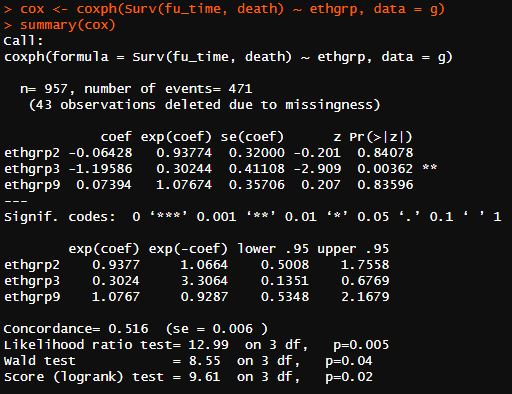 > cox <- coxph(Surv(fu_time, death) ~ ethgrp, data = g)
> summary(cox)
Call:
coxph(formula = Surv(fu_time, death) ~ ethgrp, data = g)

  n= 957, number of events= 471
   (43 observations deleted due to missingness)

            coef exp(coef) se(coef)      z Pr(>|z|)
ethgrp2 -0.06428   0.93774  0.32000 -0.201  0.84078
ethgrp3 -1.19586   0.30244  0.41108 -2.909  0.00362 **
ethgrp9  0.07394   1.07674  0.35706  0.207  0.83596
---
Signif. codes:  0 ‘***’ 0.001 ‘**’ 0.01 ‘*’ 0.05 ‘.’ 0.1 ‘ ’ 1

        exp(coef) exp(-coef) lower .95 upper .95
ethgrp2    0.9377     1.0664    0.5008    1.7558
ethgrp3    0.3024     3.3064    0.1351    0.6769
ethgrp9    1.0767     0.9287    0.5348    2.1679

Concordance= 0.516  (se = 0.006 )
Likelihood ratio test= 12.99  on 3 df,   p=0.005
Wald test            = 8.55  on 3 df,   p=0.04
Score (logrank) test = 9.61  on 3 df,   p=0.02